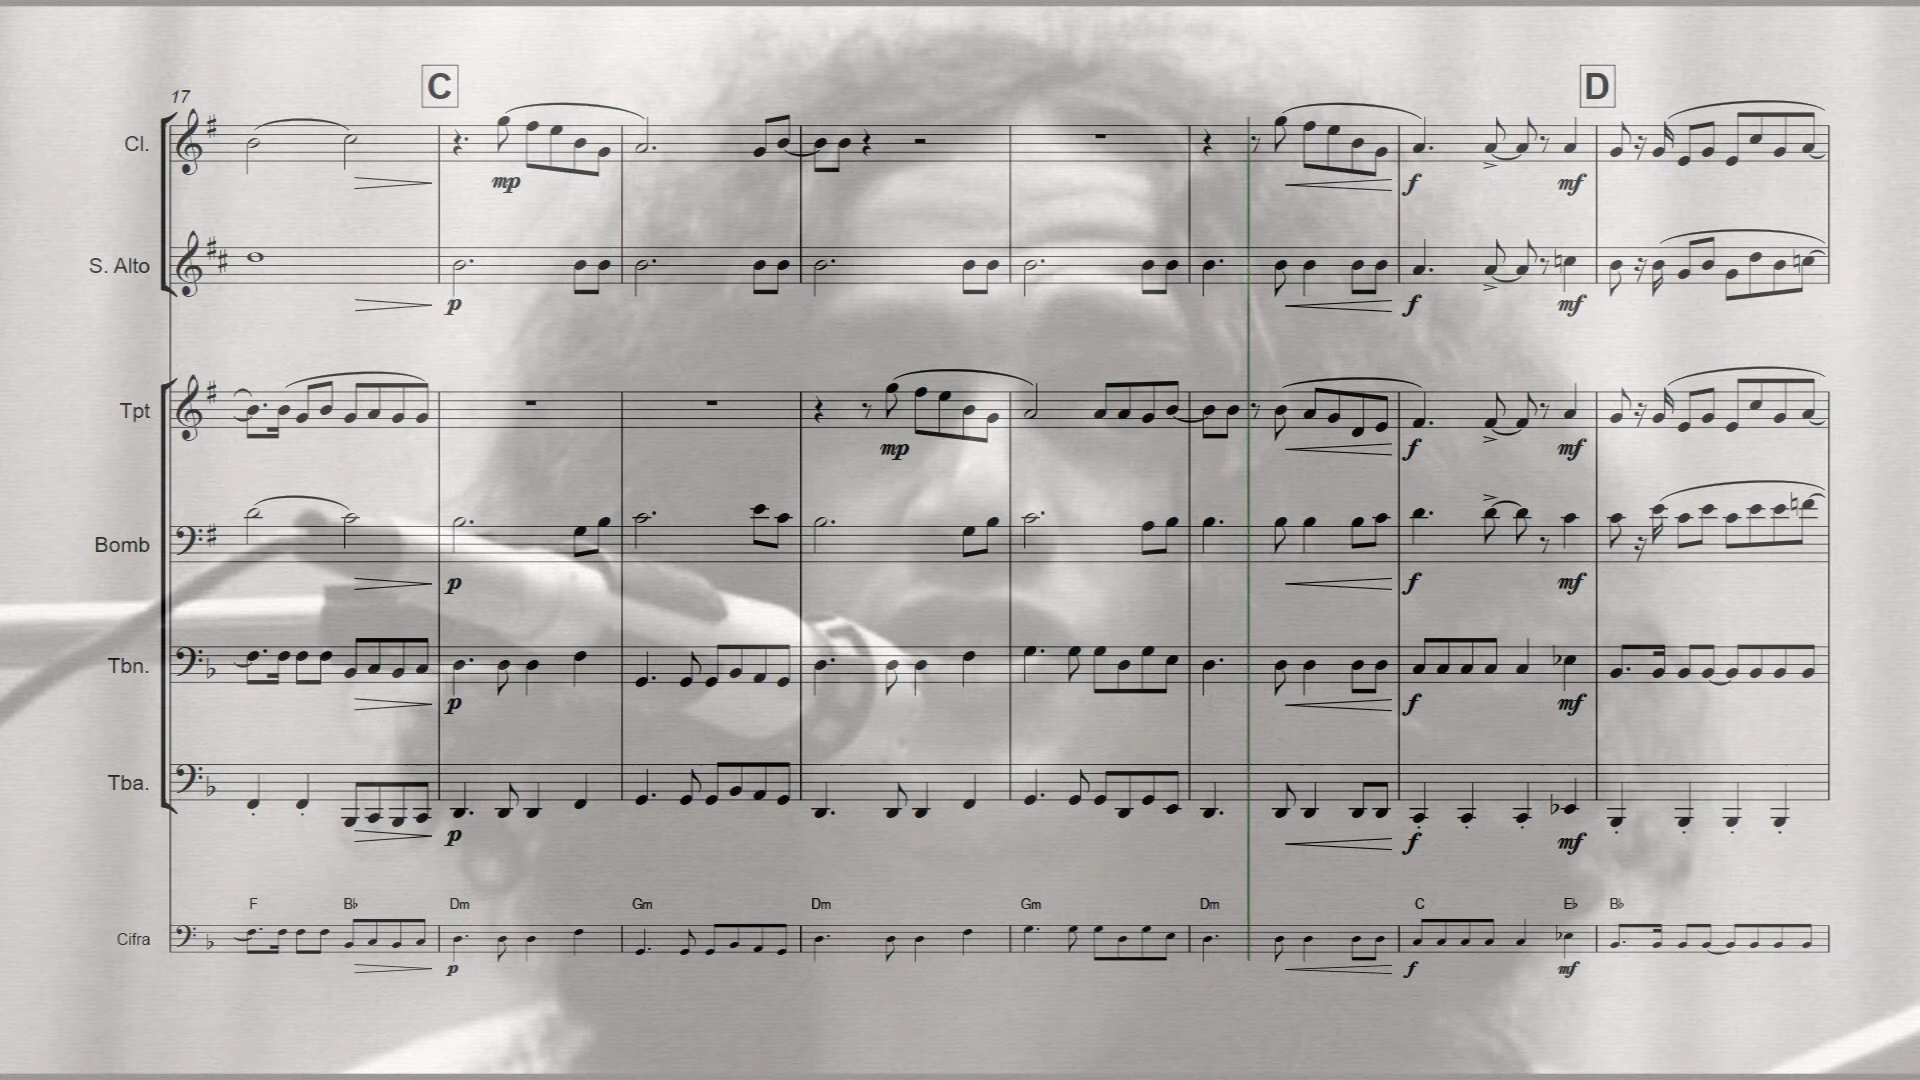 C D
17
Cl.
mp f mf
S. Alto
p f mf
Tpt
mp f mf
Bomb
p f mf
Tbn.
p f mf
Tba.
p f mf
F B♭ Dm Gm Dm Gm Dm C E♭ B♭
Cifra
p f mf